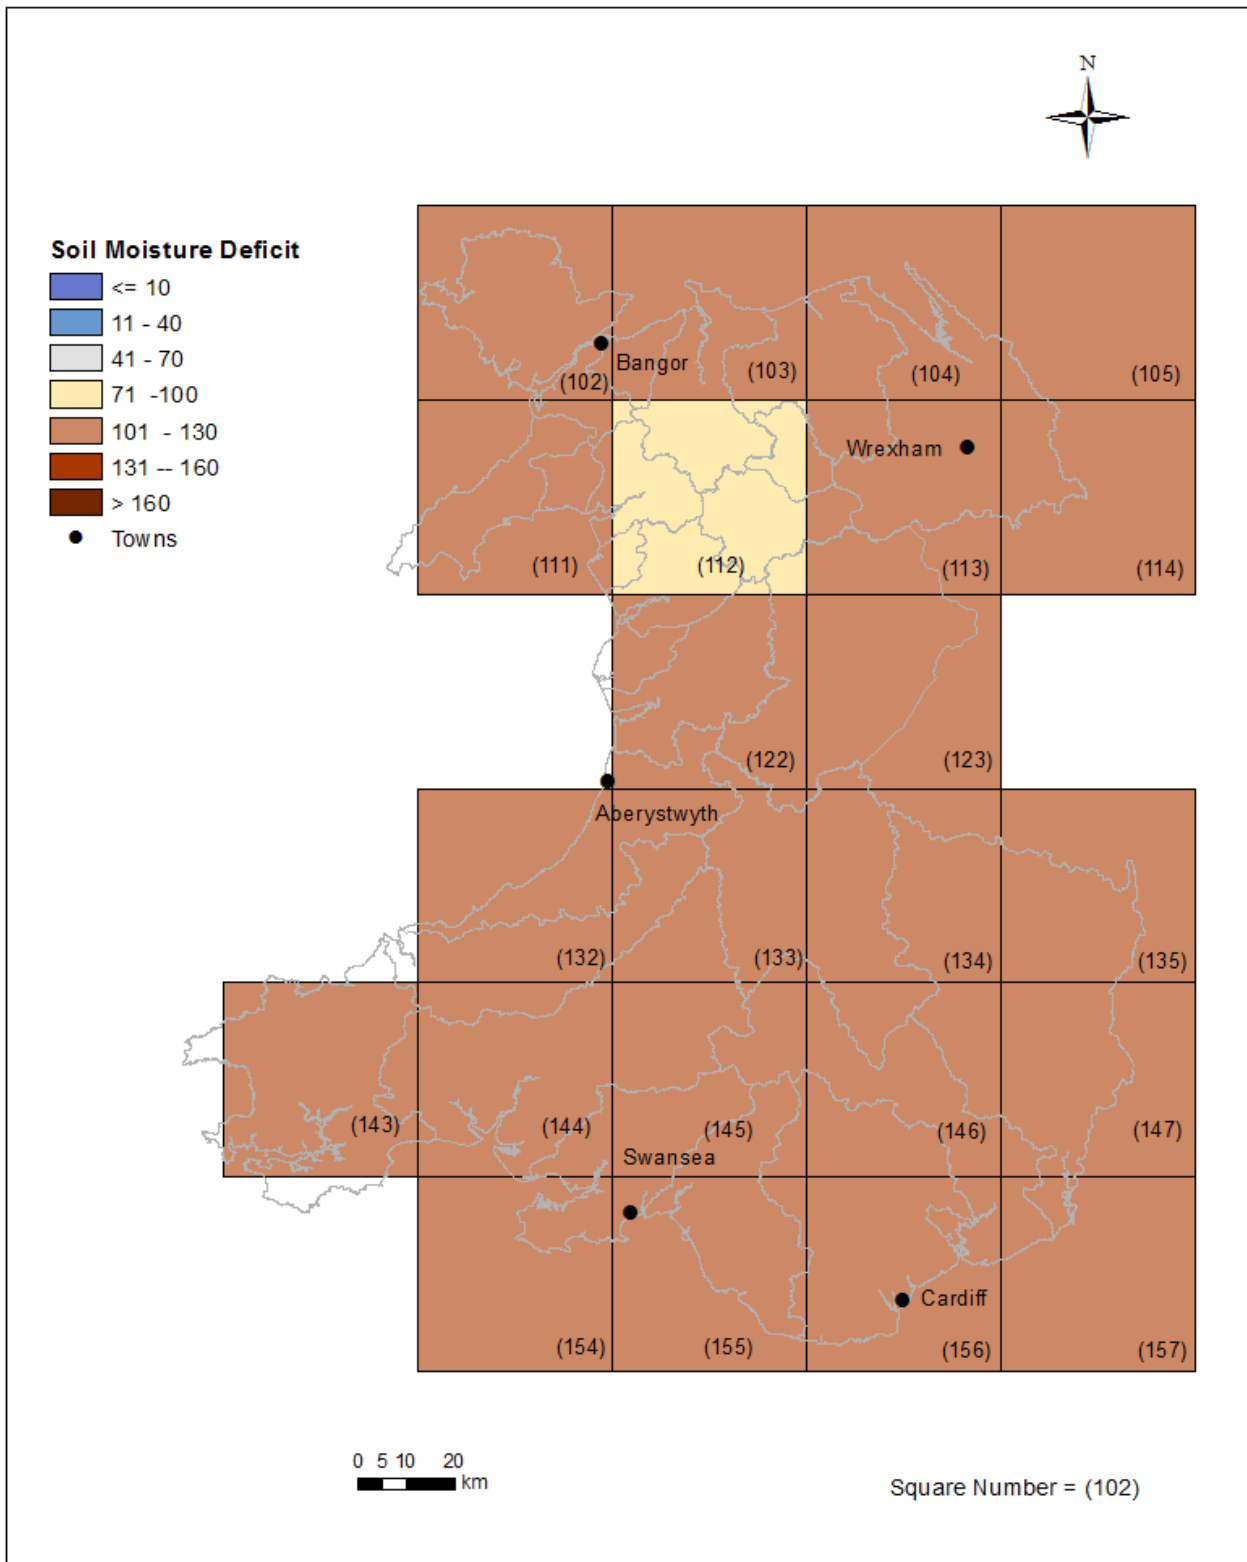 N
Soil Moisture Deficit
<= 10
11 - 40
41 - 70
71 -100
101 - 130
131 -- 160
> 160
Towns
Bangor
(102)
(103)
(104)
(105)
Wrexham
(111)
(112)
(113)
(114)
(122)
(123)
Aberystwyth
(132)
(133)
(134)
(135)
(143)
(144)
(145)
(146)
(147)
Swansea
Cardiff
(154)
(155)
(156)
(157)
0 5 10 20
km
Square Number = (102)